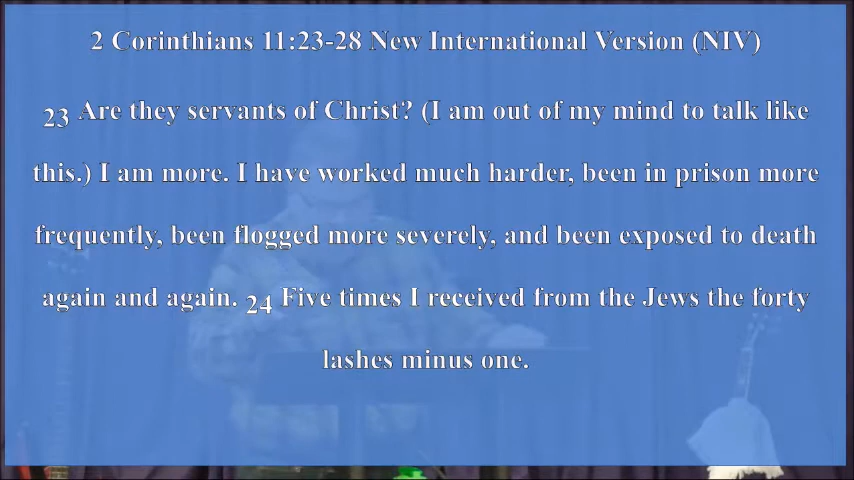 2 Corinthians 11:23-28 New International Version (NIV)
23 Are they servants of Christ? (I am out of my mind to talk like
this.) I am more. I have worked much harder, been in prison more
frequently, been flogged more severely, and been exposed to death
again and again. 24 Five times I received from the Jews the forty
lashes minus one.